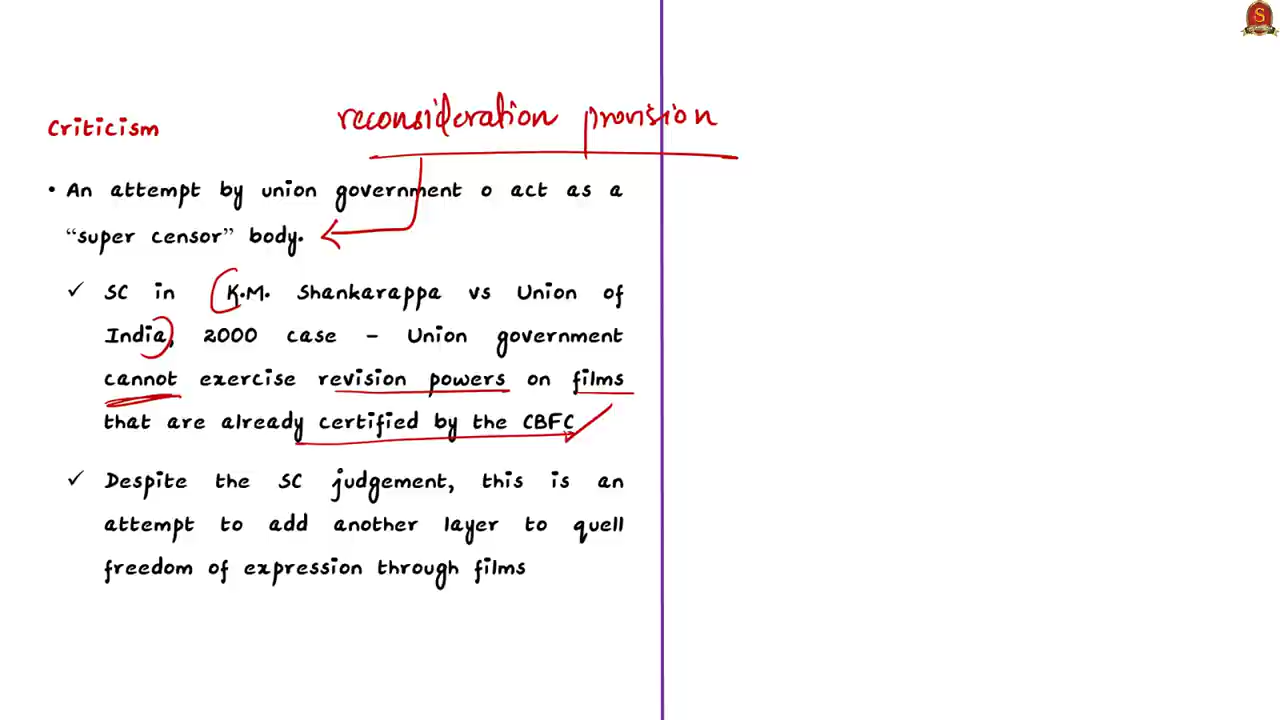 reconsideration provision
Criticism
• An attempt by union government o act as a
“super censor” body.
✓ SC in K.M. Shankarappa vs Union of
India, 2000 case – Union government
cannot exercise revision powers on films
that are already certified by the CBFC
✓ Despite the SC judgement, this is an
attempt to add another layer to quell
freedom of expression through films
S